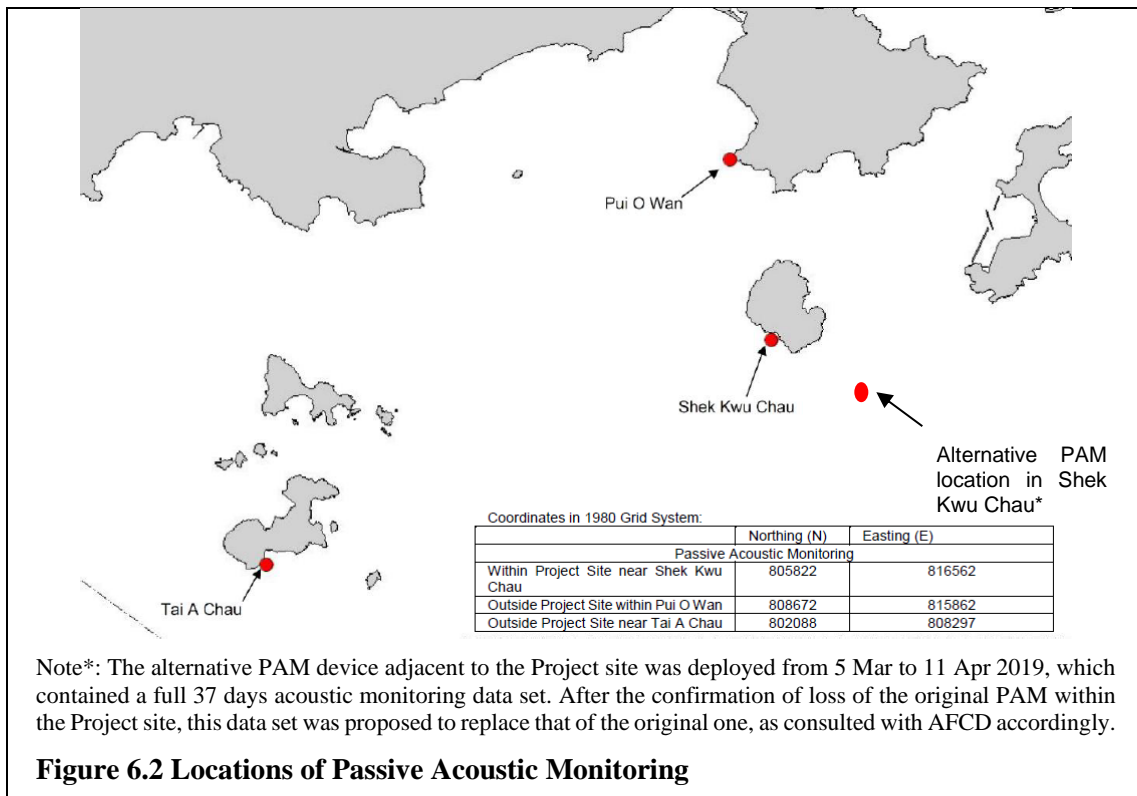 Pui O Wan
Shek Kwu Chau
Alternative PAM
location in Shek
Kwu Chau*
Tai A Chau
Coordinates in 1980 Grid System:
Northing (N) Easting (E)
Passive Acoustic Monitoring
Within Project Site near Shek Kwu 805822 816562
Chau
Outside Project Site within Pui O Wan 808672 815862
Outside Project Site near Tai A Chau 802088 808297
Note*: The alternative PAM device adjacent to the Project site was deployed from 5 Mar to 11 Apr 2019, which
contained a full 37 days acoustic monitoring data set. After the confirmation of loss of the original PAM within
the Project site, this data set was proposed to replace that of the original one, as consulted with AFCD accordingly.
Figure 6.2 Locations of Passive Acoustic Monitoring